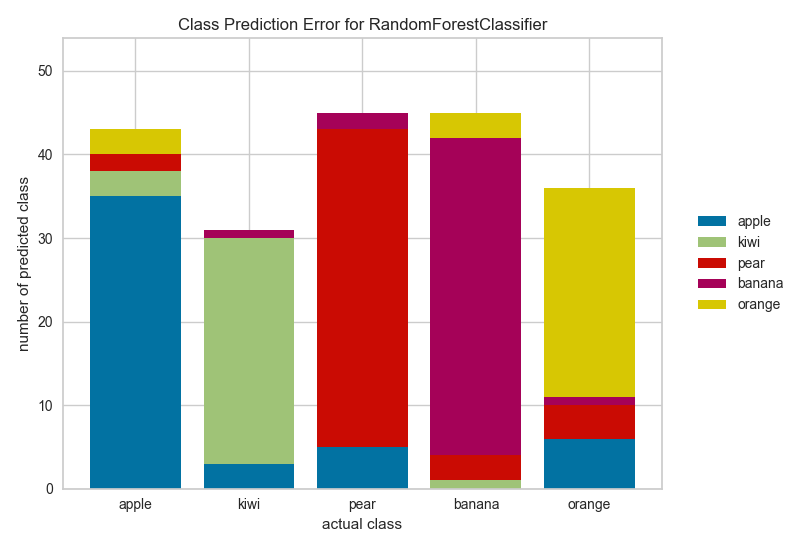 Class Prediction Error for RandomForestClassifier
number of predicted class
50
40
30
20
10
0
apple
kiwi
pear
banana
orange
actual class
apple
kiwi
pear
banana
orange